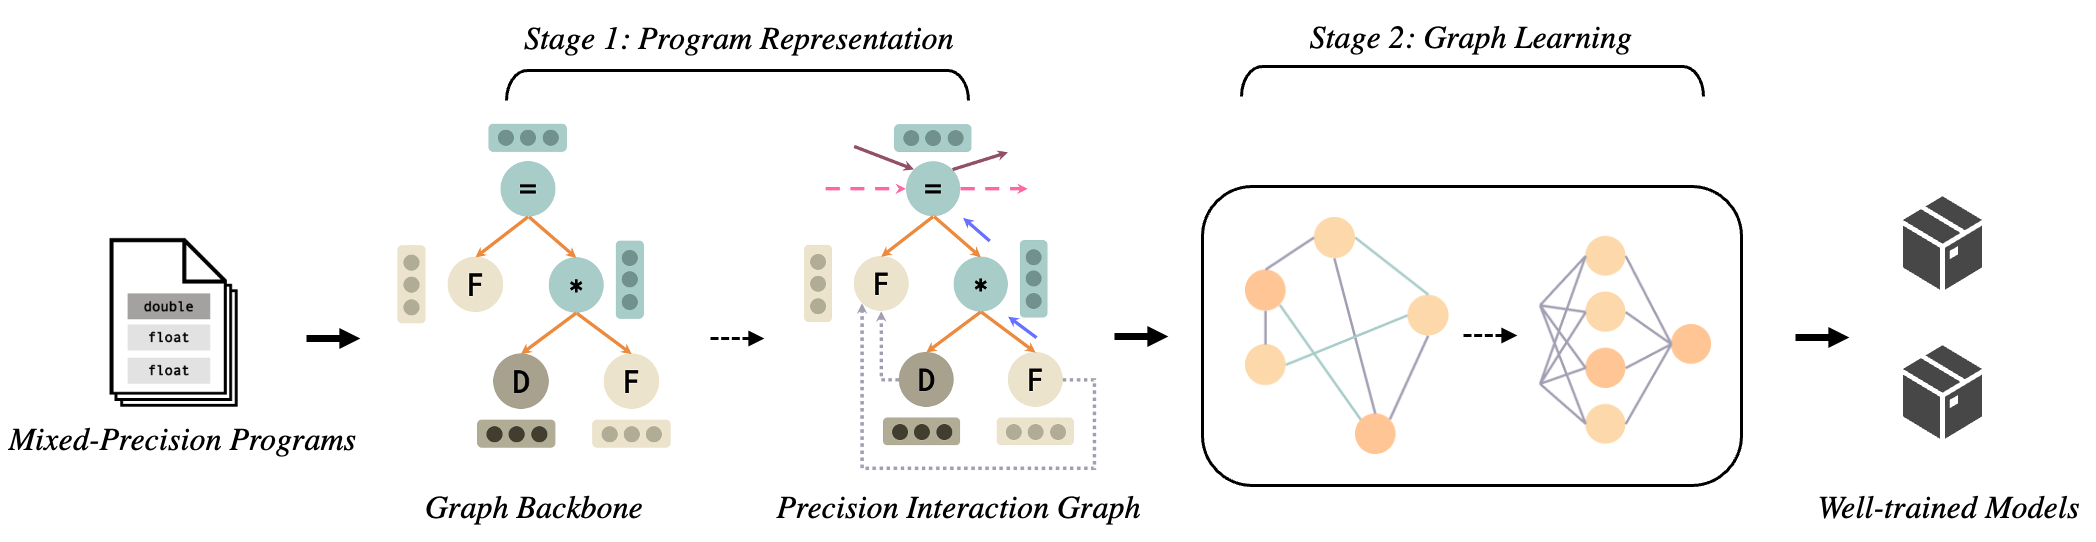 Stage 1: Program Representation
Stage 2: Graph Learning
double
float
float
Mixed-Precision Programs
=
F
*
D
F
Graph Backbone
=
F
*
D
F
Precision Interaction Graph
Well-trained Models